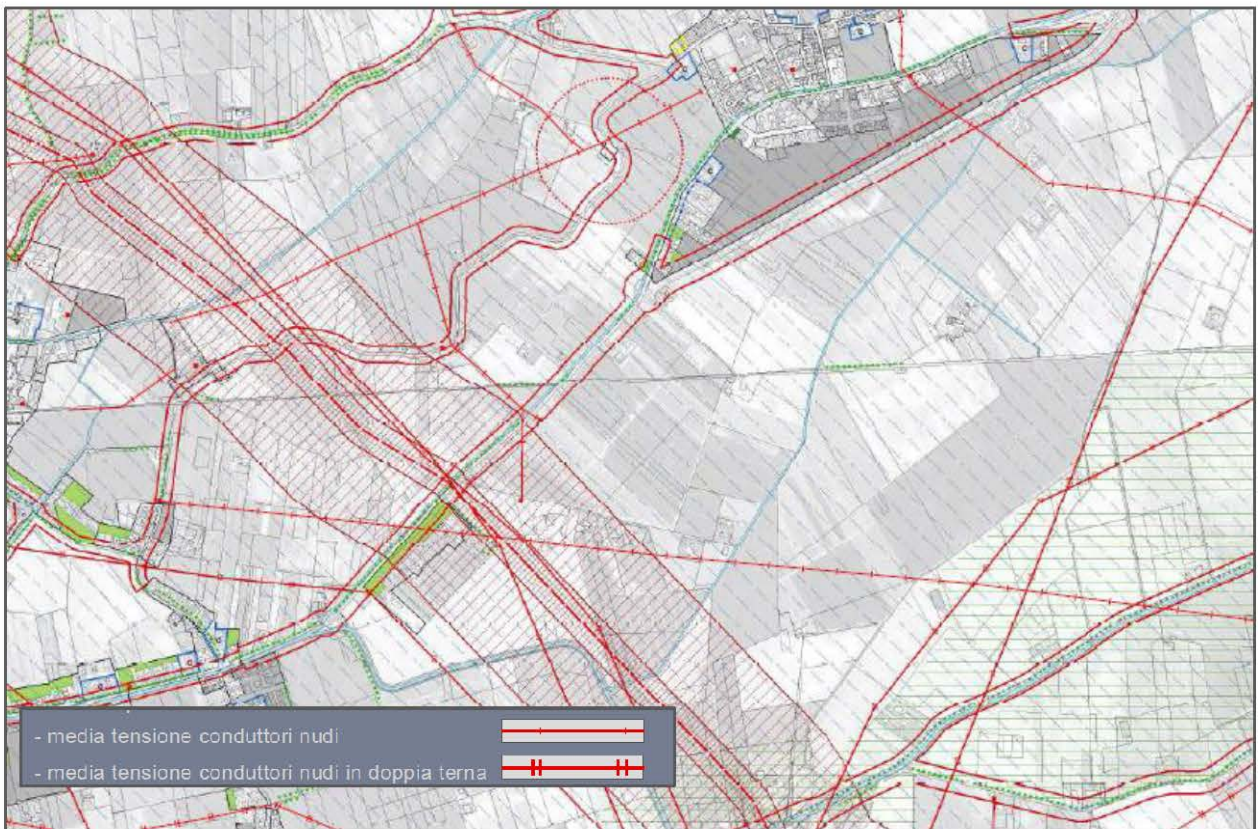 - media tensione conduttori nudi
- media tensione conduttori nudi in doppia terna